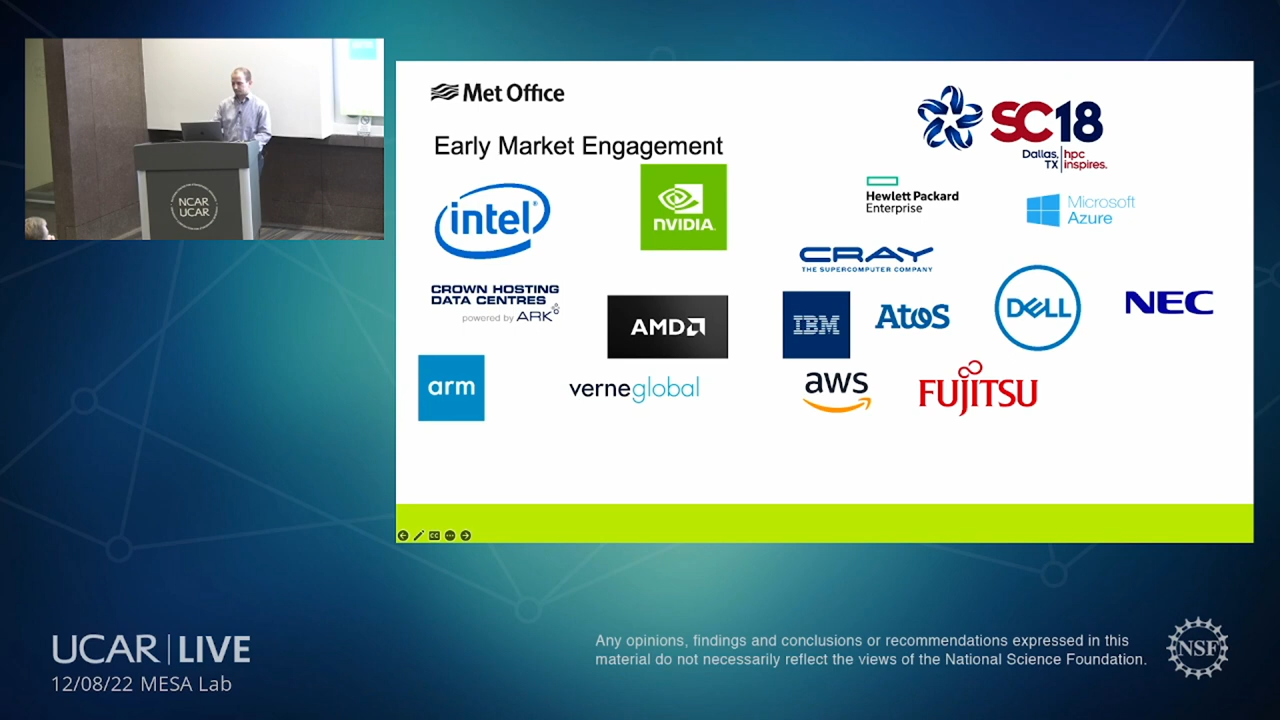 NCAR
UCAR
Met Office
Early Market Engagement
SC18
Dallas, TX hpc inspires.
intel
NVIDIA
Hewlett Packard
Enterprise
Microsoft
Azure
CRAY
THE SUPERCOMPUTER COMPANY
CROWN HOSTING
DATA CENTRES
powered by ARK
AMD
IBM
Atos
DELL
NEC
arm
verneglobal
aws
FUJITSU
UCAR | LIVE
12/08/22 MESA Lab
Any opinions, findings and conclusions or recommendations expressed in this
material do not necessarily reflect the views of the National Science Foundation.
NSF